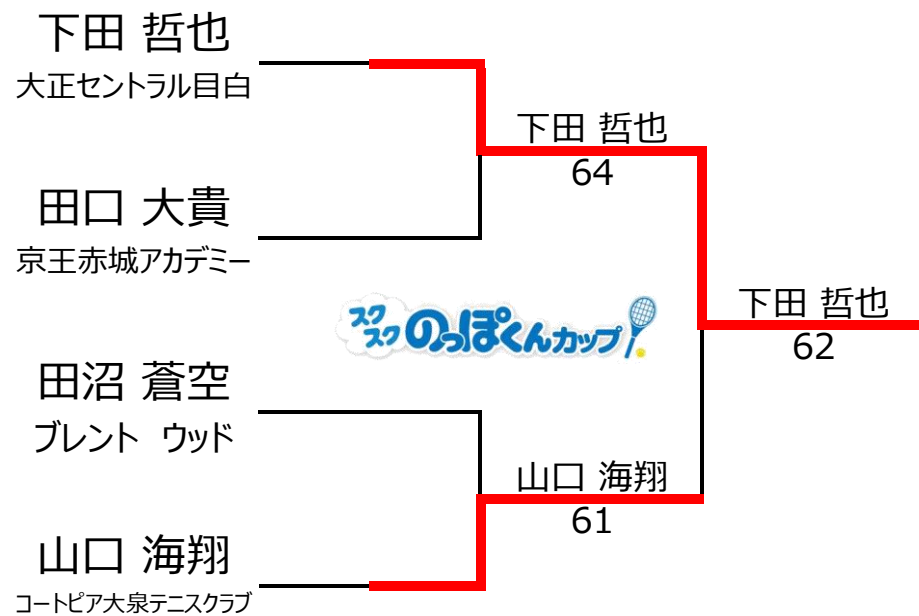 下田 哲也
大正セントラル目白
下田 哲也
64
田口 大貴
京王赤城アカデミー
スクスクのっぽくんカップ
下田 哲也
62
田沼 蒼空
ブレント ウッド
山口 海翔
61
山口 海翔
コートピア大泉テニスクラブ